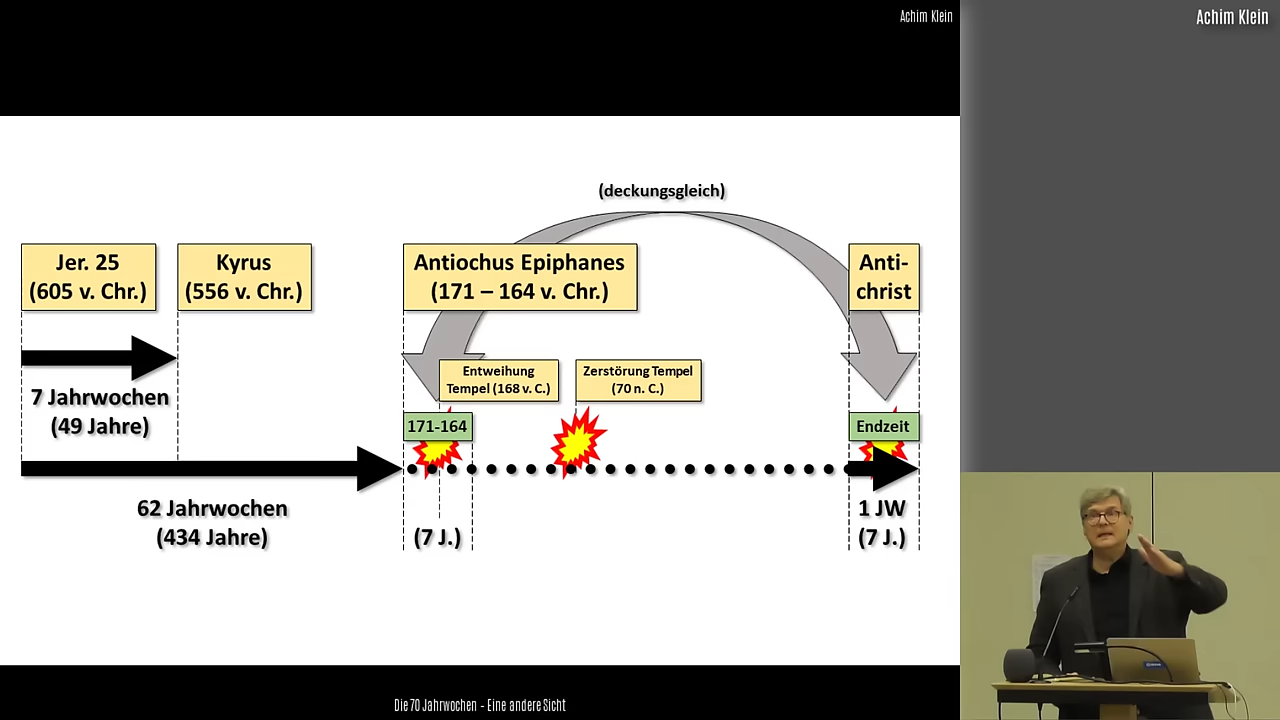 Achim Klein
Achim Klein
(deckungsgleich)
Jer. 25
(605 v. Chr.)
Kyrus
(556 v. Chr.)
Antiochus Epiphanes
(171 – 164 v. Chr.)
Anti-
christ
Entweihung
Tempel (168 v. C.)
Zerstörung Tempel
(70 n. C.)
7 Jahrwochen
(49 Jahre)
171-164
Endzeit
62 Jahrwochen
(434 Jahre)
(7 J.)
1 JW
(7 J.)
Die 70 Jahrwochen - Eine andere Sicht